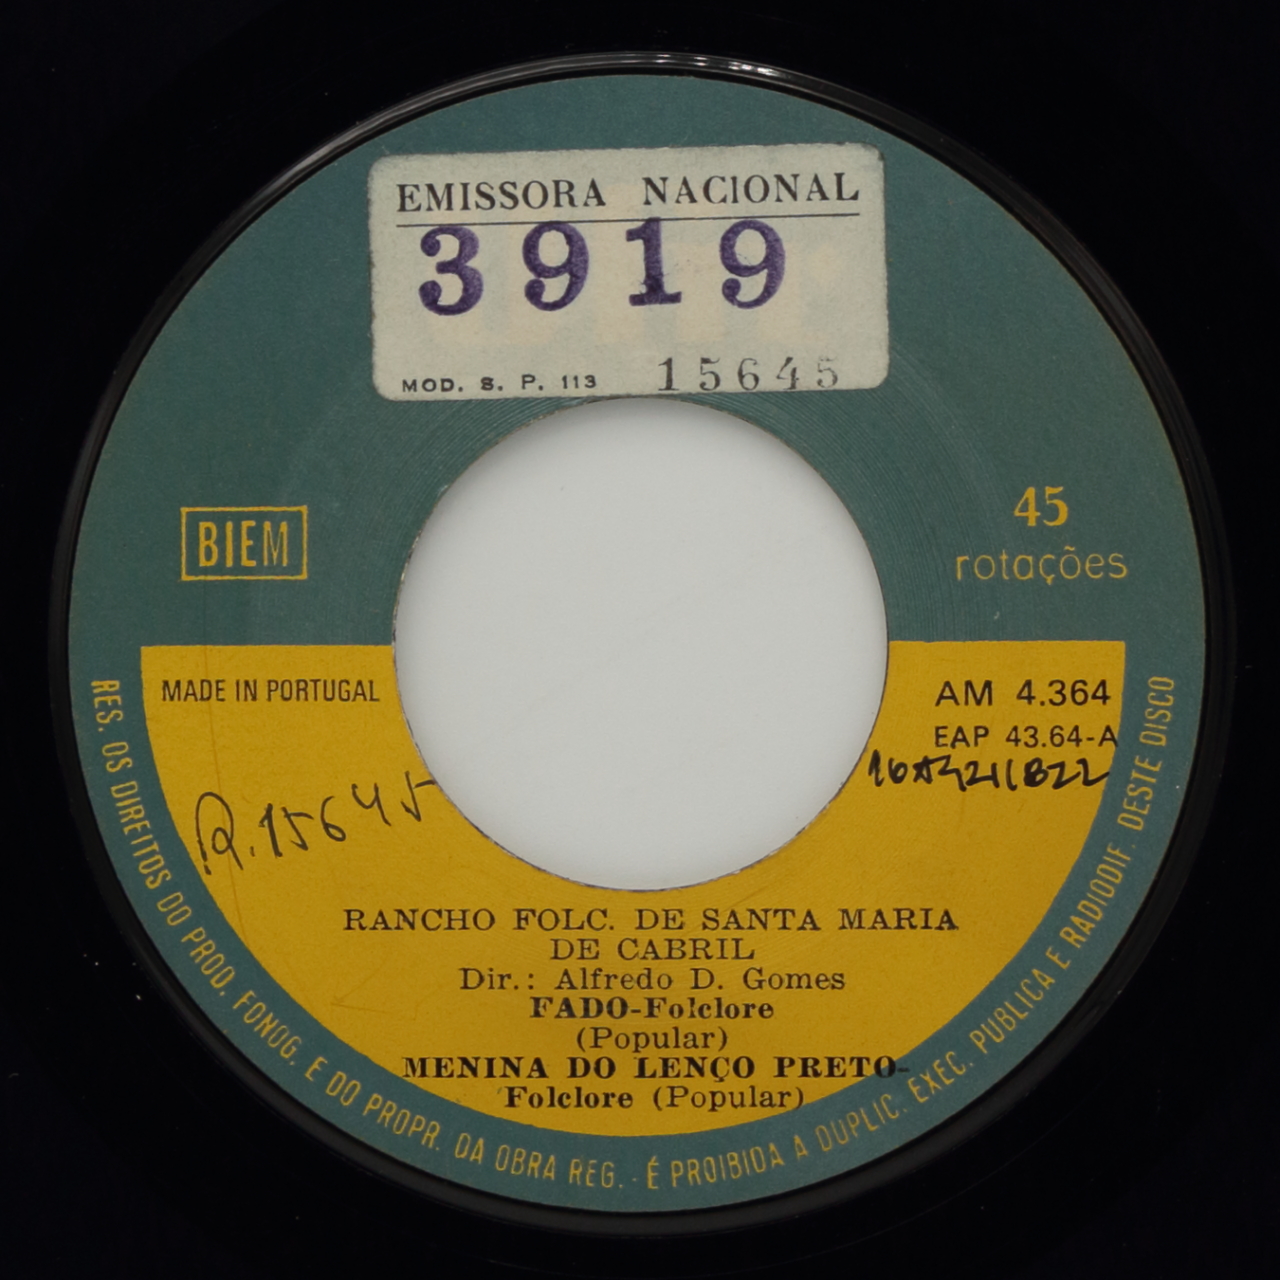 EMISSORA NACIONAL
3919
MOD. S. P. 113 15645
BIEM
45
rotações
MADE IN PORTUGAL
AM 4.364
EAP 43.64-A
R.15645
RANCHO FOLC. DE SANTA MARIA
DE CABRIL
Dir.: Alfredo D. Gomes
FADO-Folclore
(Popular)
MENINA DO LENÇO PRETO-
Folclore (Popular)
RES. OS DIREITOS DO PROD. FONOG. E DO PROPR. DA OBRA REG. - É PROIBIDA A DUPLIC. EXEC. PUBLICA E RADIODIF. DESTE DISCO